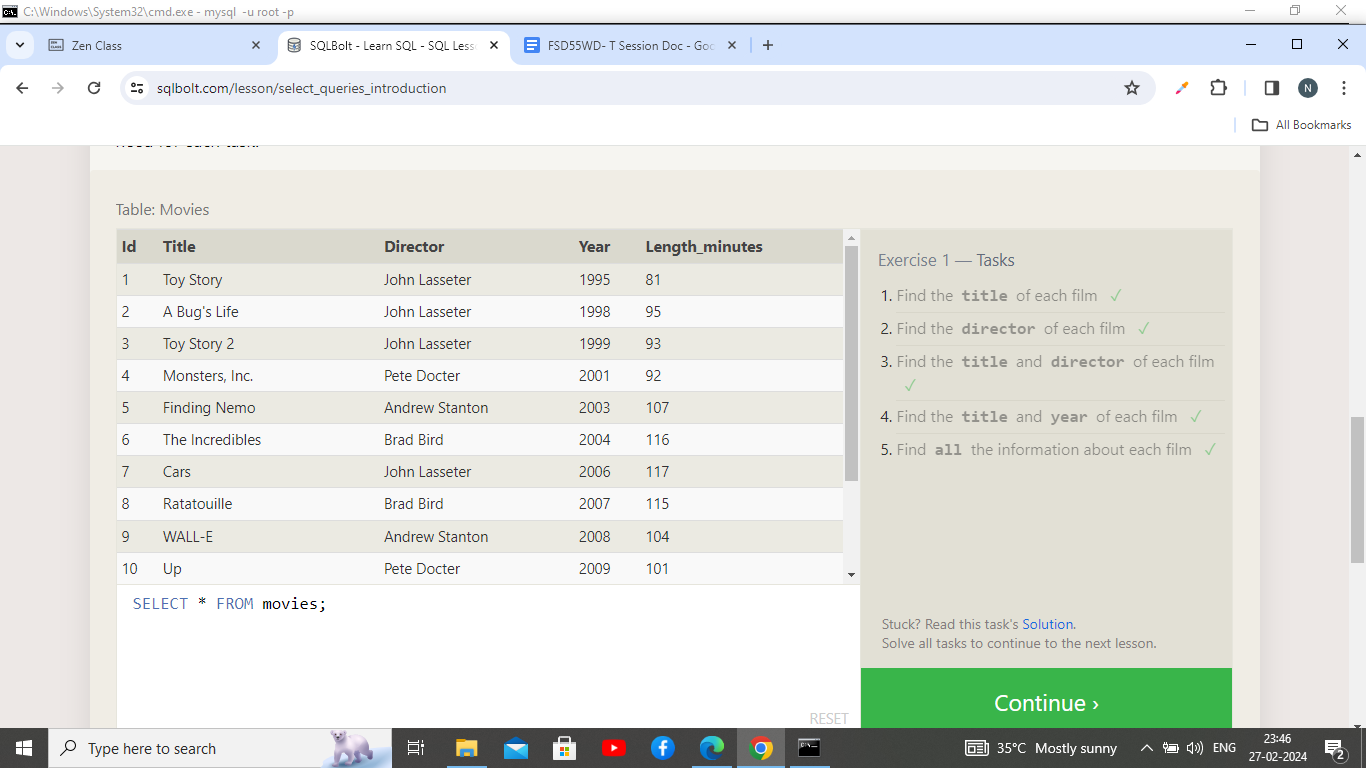 C:\Windows\System32\cmd.exe - mysql -u root -p
Zen Class
SQLBolt - Learn SQL - SQL Less
FSD55WD- T Session Doc - Goo
sqlbolt.com/lesson/select_queries_introduction
N
All Bookmarks
need for each task.
Table: Movies
Id Title Director Year Length_minutes
1 Toy Story John Lasseter 1995 81
2 A Bug's Life John Lasseter 1998 95
3 Toy Story 2 John Lasseter 1999 93
4 Monsters, Inc. Pete Docter 2001 92
5 Finding Nemo Andrew Stanton 2003 107
6 The Incredibles Brad Bird 2004 116
7 Cars John Lasseter 2006 117
8 Ratatouille Brad Bird 2007 115
9 WALL-E Andrew Stanton 2008 104
10 Up Pete Docter 2009 101
SELECT * FROM movies;
RESET
Exercise 1 — Tasks
1. Find the title of each film ✓
2. Find the director of each film ✓
3. Find the title and director of each film
✓
4. Find the title and year of each film ✓
5. Find all the information about each film ✓
Stuck? Read this task's Solution.
Solve all tasks to continue to the next lesson.
Continue ›
Type here to search
35°C Mostly sunny
ENG
23:46
27-02-2024
2